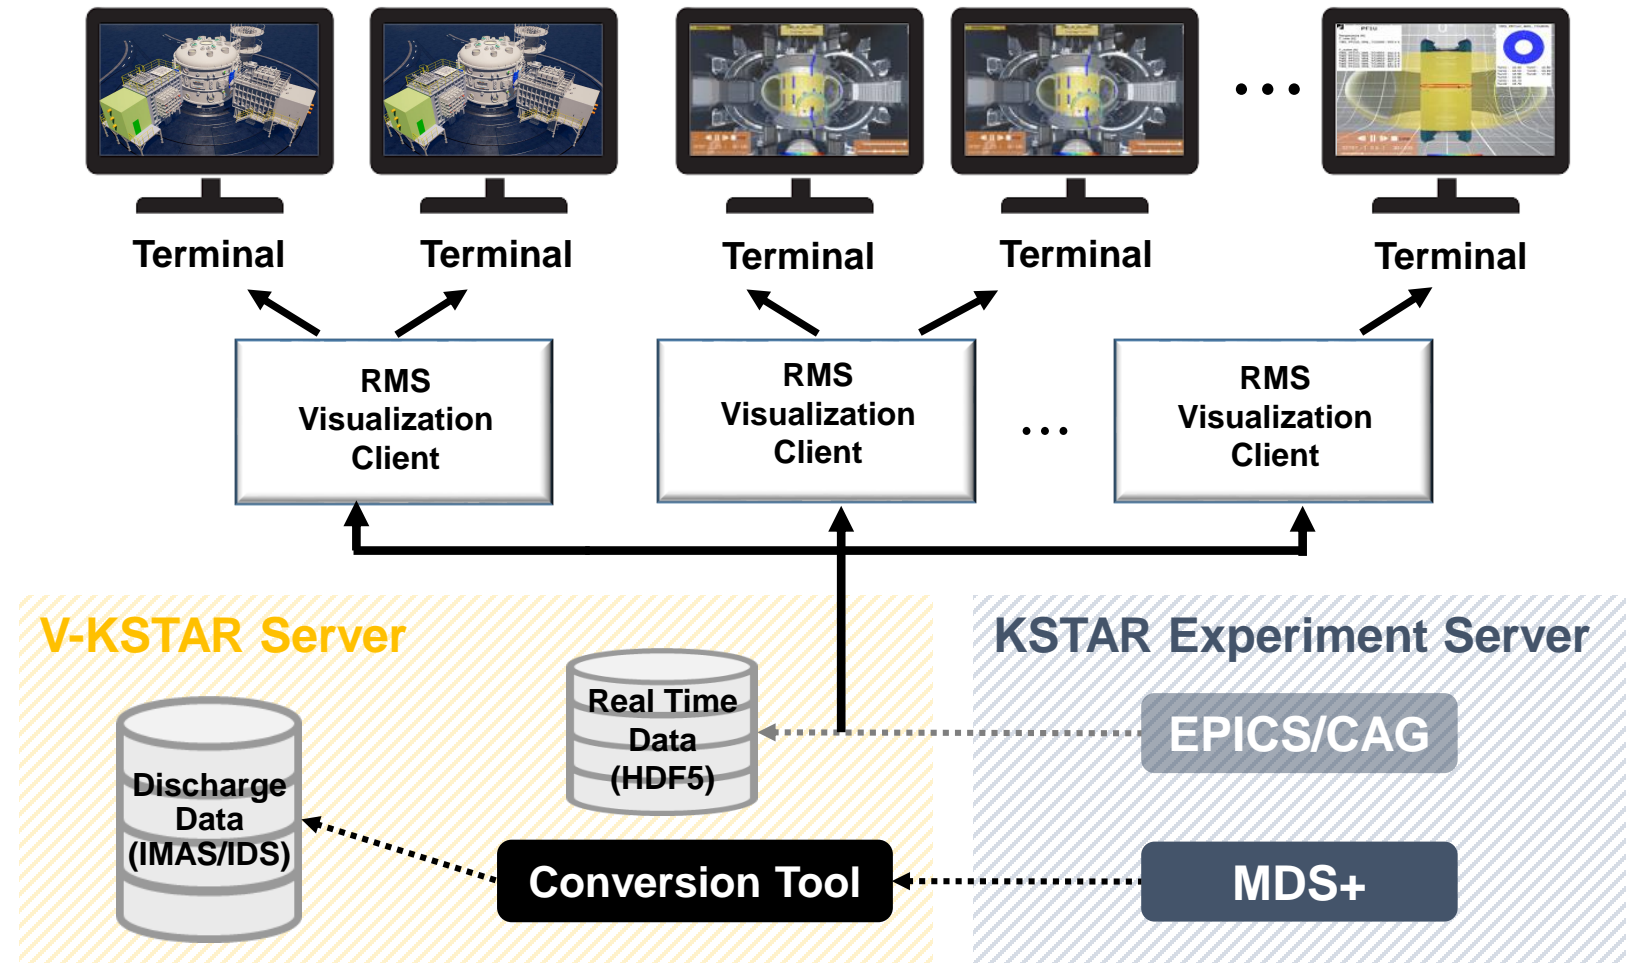 Terminal
Terminal
Terminal
Terminal
Terminal
RMS
Visualization
Client
RMS
Visualization
Client
RMS
Visualization
Client
V-KSTAR Server
KSTAR Experiment Server
Real Time
Data
(HDF5)
EPICS/CAG
Discharge
Data
(IMAS/IDS)
Conversion Tool
MDS+